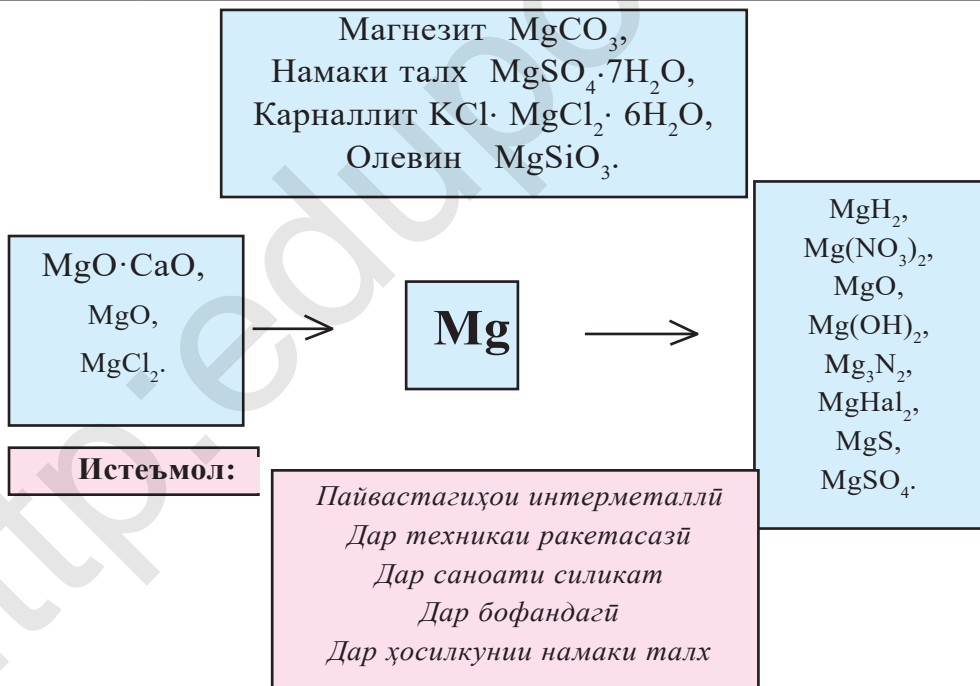 Магнезит MgCO₃,
Намаки талх MgSO₄·7H₂O,
Карналлит KCl· MgCl₂· 6H₂O,
Олевин MgSiO₃.
MgO·CaO,
MgO,
MgCl₂.
Mg
MgH₂,
Mg(NO₃)₂,
MgO,
Mg(OH)₂,
Mg₃N₂,
MgHal₂,
MgS,
MgSO₄.
Истеъмол:
Пайвастагиҳои интерметаллӣ
Дар техникаи ракетасазӣ
Дар саноати силикат
Дар бофандагӣ
Дар ҳосилкунии намаки талх
ntp.edupo